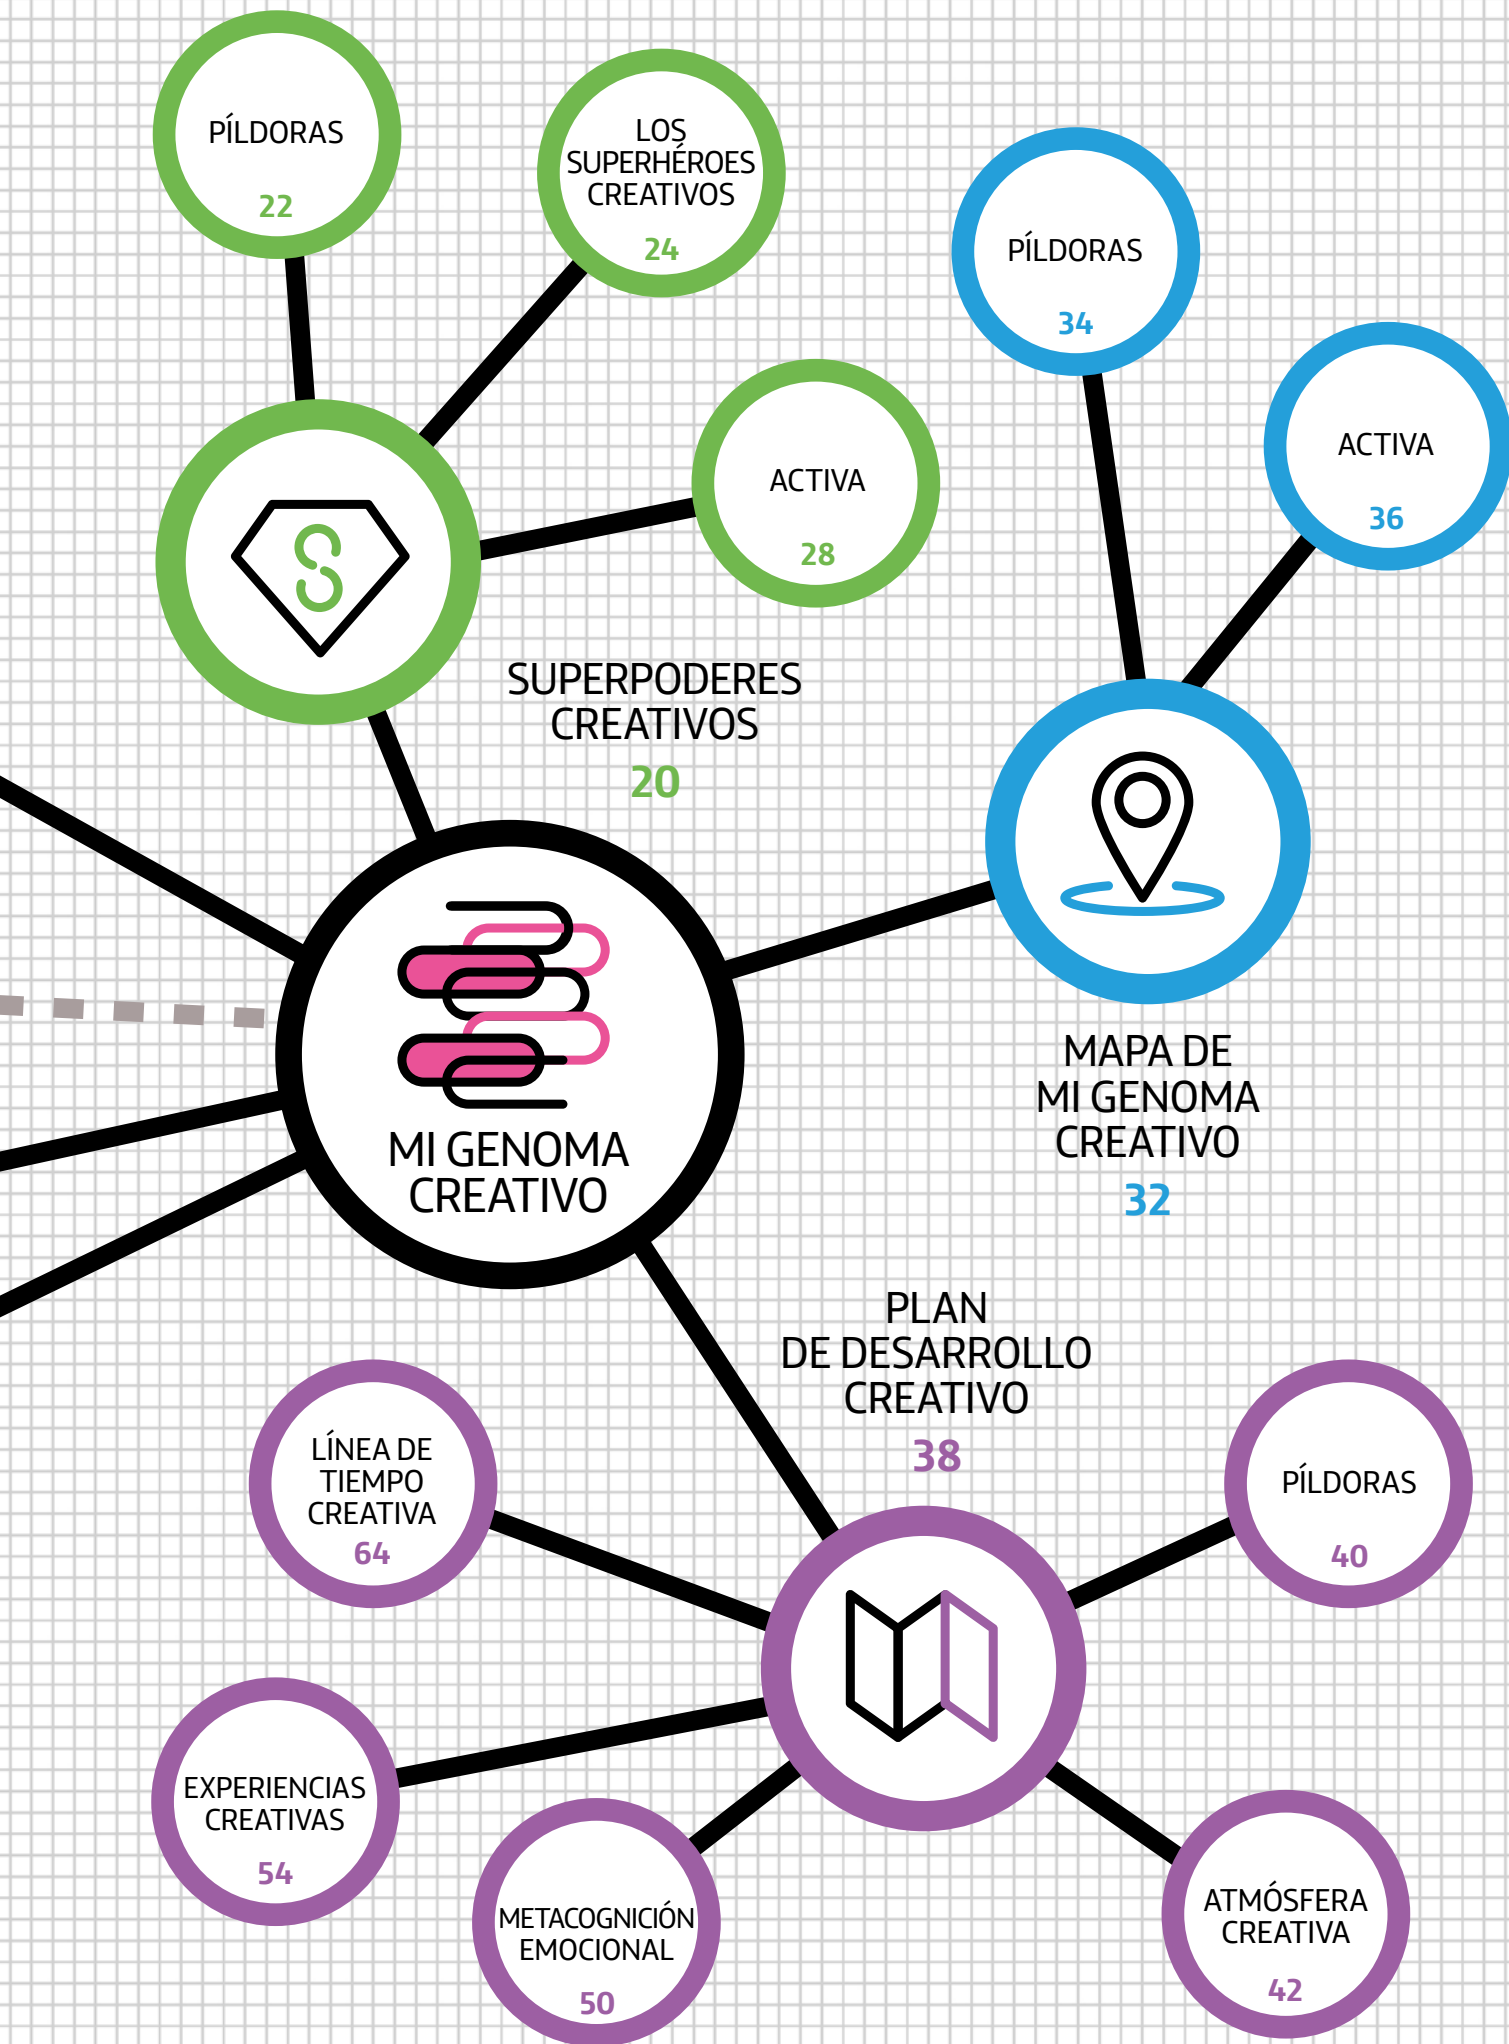 PÍLDORAS
22
LOS
SUPERHÉROES
CREATIVOS
24
PÍLDORAS
34
ACTIVA
36
ACTIVA
28
S
SUPERPODERES
CREATIVOS
20
MI GENOMA
CREATIVO
MAPA DE
MI GENOMA
CREATIVO
32
PLAN
DE DESARROLLO
CREATIVO
38
LÍNEA DE
TIEMPO
CREATIVA
64
PÍLDORAS
40
EXPERIENCIAS
CREATIVAS
54
METACOGNICIÓN
EMOCIONAL
50
ATMÓSFERA
CREATIVA
42